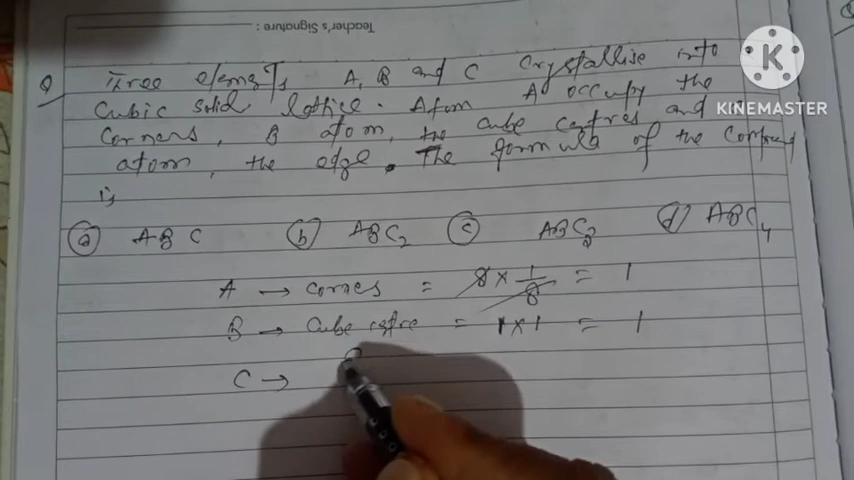 Teacher's Signature :
Q Three elements A, B and C crystallise into
cubic solid lattice. Atom A occupy the
corners, B atom, the cube centres and
atom, the edge. The formula of the compound
is
(a) ABC (b) ABC2 (c) ABC3 (d) ABC4
A → corners = 8 × 1/8 = 1
B → Cube centre = 1 × 1 = 1
C →
K
KINEMASTER